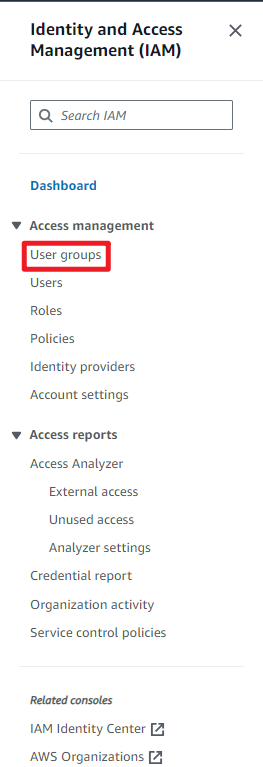 Identity and Access
Management (IAM)
Search IAM
Dashboard
Access management
User groups
Users
Roles
Policies
Identity providers
Account settings
Access reports
Access Analyzer
External access
Unused access
Analyzer settings
Credential report
Organization activity
Service control policies
Related consoles
IAM Identity Center
AWS Organizations